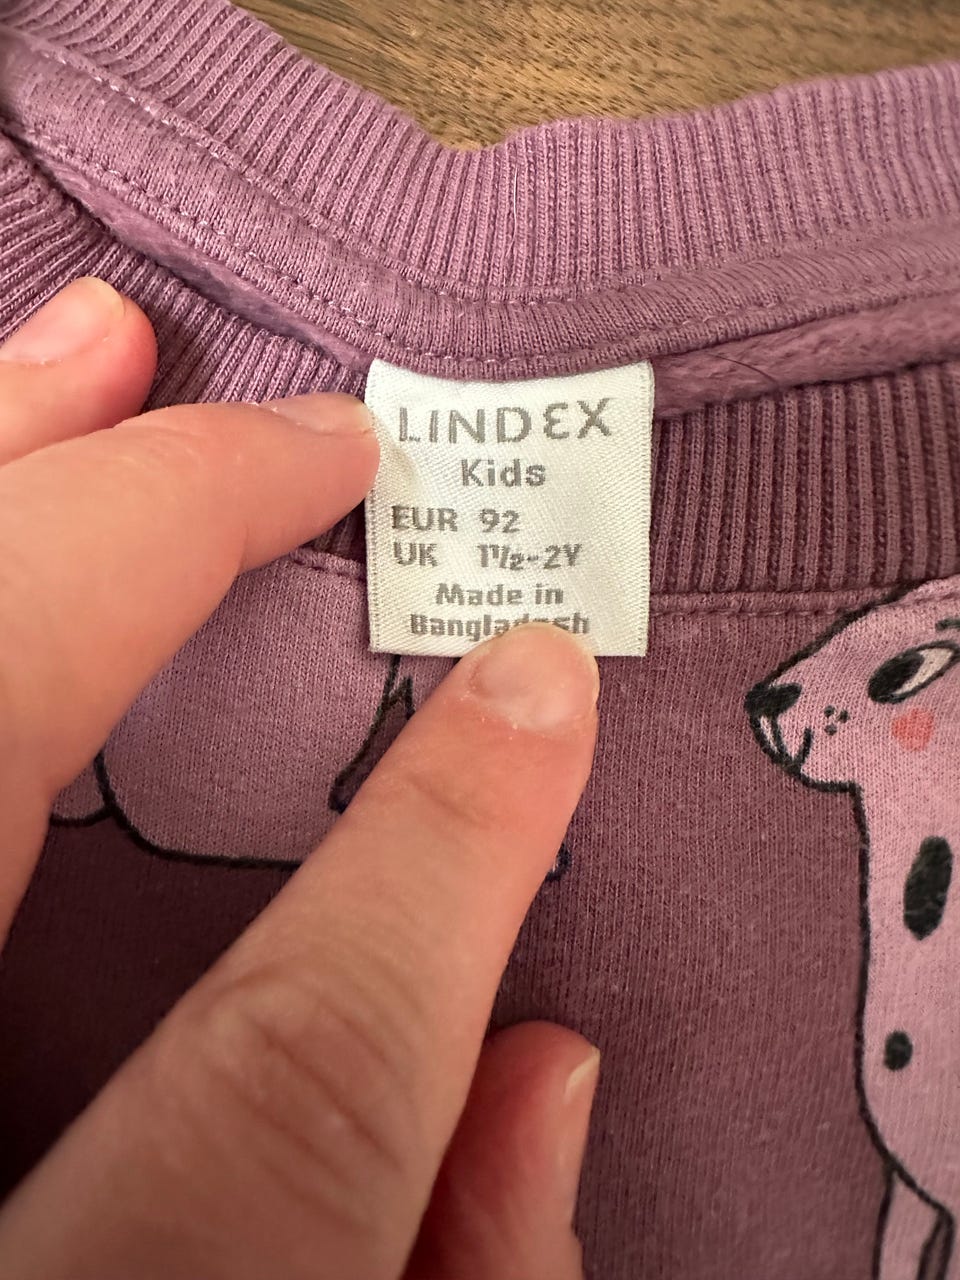 LINDEX
Kids
EUR 92
UK 1½-2Y
Made in
Bangladesh